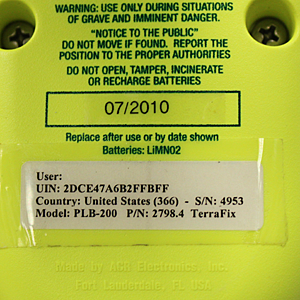 WARNING: USE ONLY DURING SITUATIONS
OF GRAVE AND IMMINENT DANGER.
"NOTICE TO THE PUBLIC"
DO NOT MOVE IF FOUND. REPORT THE
POSITION TO THE PROPER AUTHORITIES
DO NOT OPEN, TAMPER, INCINERATE
OR RECHARGE BATTERIES
07/2010
Replace after use or by date shown
Batteries: LiMN02
User:
UIN: 2DCE47A6B2FFBFF
Country: United States (366) - S/N: 4953
Model: PLB-200 P/N: 2798.4 TerraFix
Made by ACR Electronics, Inc.
Fort Lauderdale, FL USA